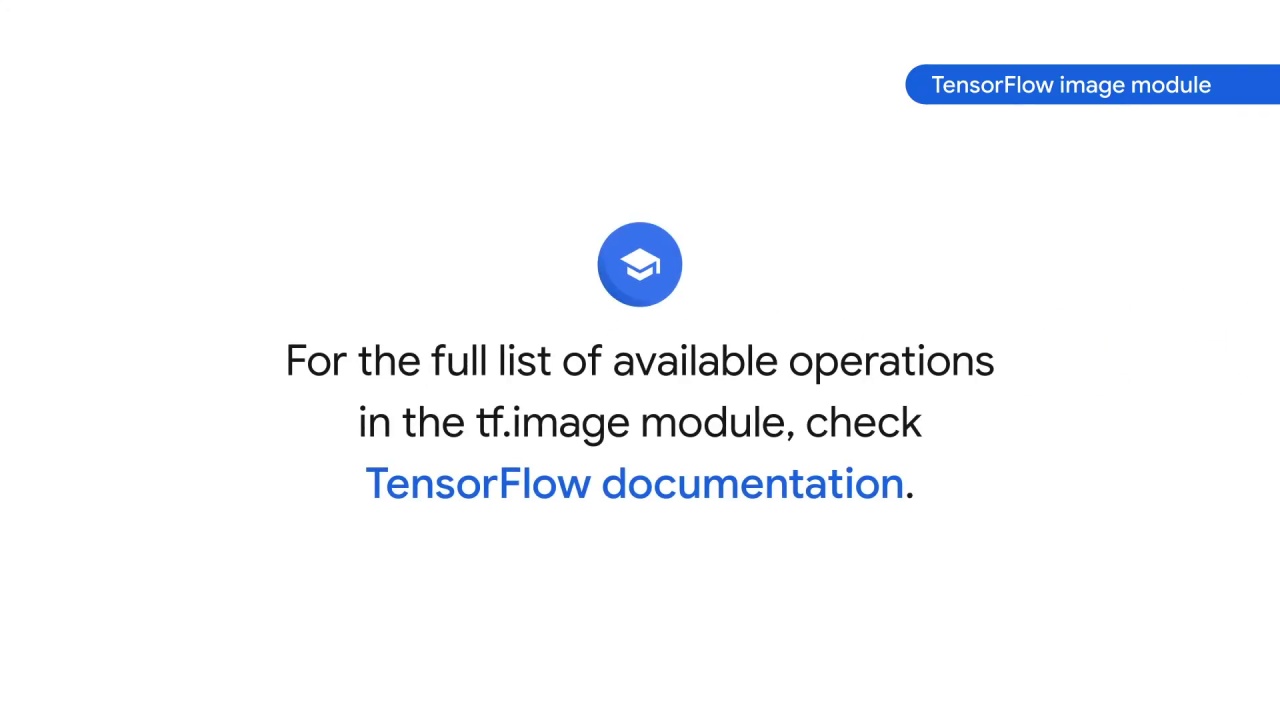 TensorFlow image module
For the full list of available operations
in the tf.image module, check
TensorFlow documentation.